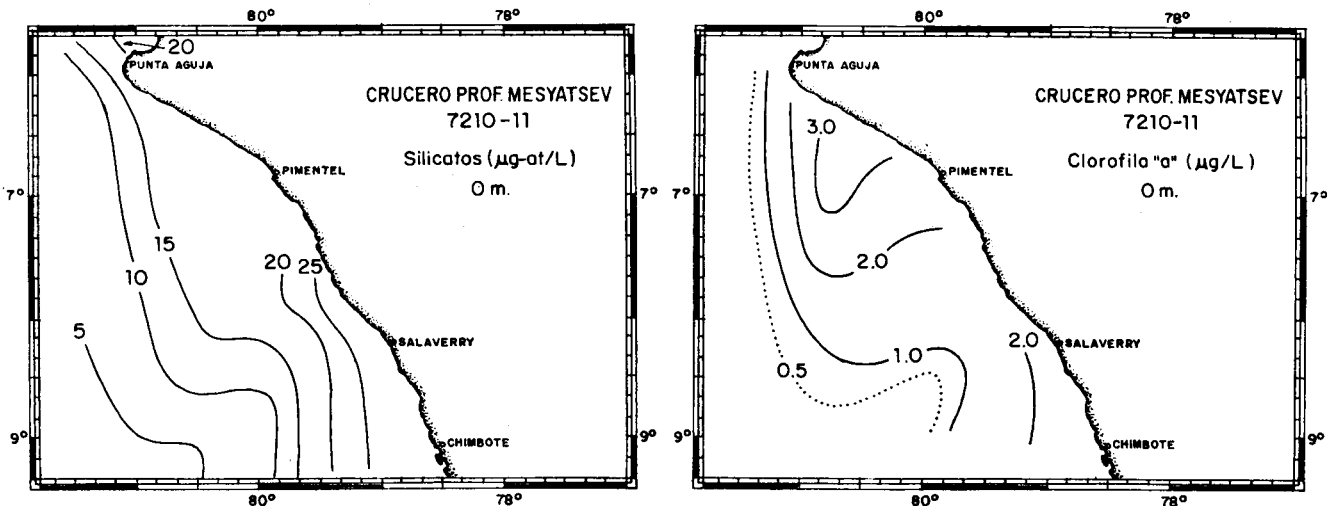 80°
78°
20
PUNTA AGUJA
CRUCERO PROF. MESYATSEV
7210-11
Silicatos (μg-at/L)
0 m.
PIMENTEL
7°
7°
15
10
20
25
5
SALAVERRY
9°
9°
CHIMBOTE
80°
78°
80°
78°
PUNTA AGUJA
CRUCERO PROF. MESYATSEV
7210-11
Clorofila "a" (μg/L)
0 m.
3.0
PIMENTEL
7°
7°
2.0
2.0
SALAVERRY
1.0
0.5
9°
9°
CHIMBOTE
80°
78°